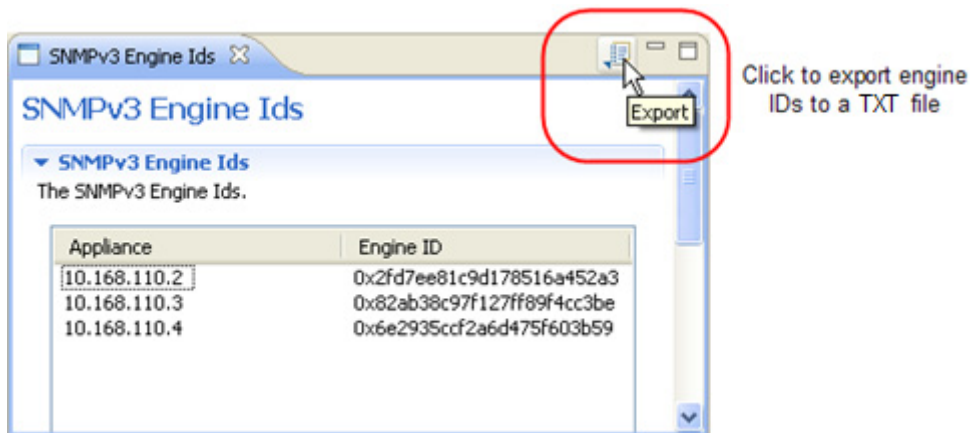 SNMPv3 Engine Ids
Export
Click to export engine
IDs to a TXT file
SNMPv3 Engine Ids
SNMPv3 Engine Ids
The SNMPv3 Engine Ids.
Appliance Engine ID
10.168.110.2 0x2fd7ee81c9d178516a452a3
10.168.110.3 0x82ab38c97f127ff89f4cc3be
10.168.110.4 0x6e2935ccf2a6d475f603b59